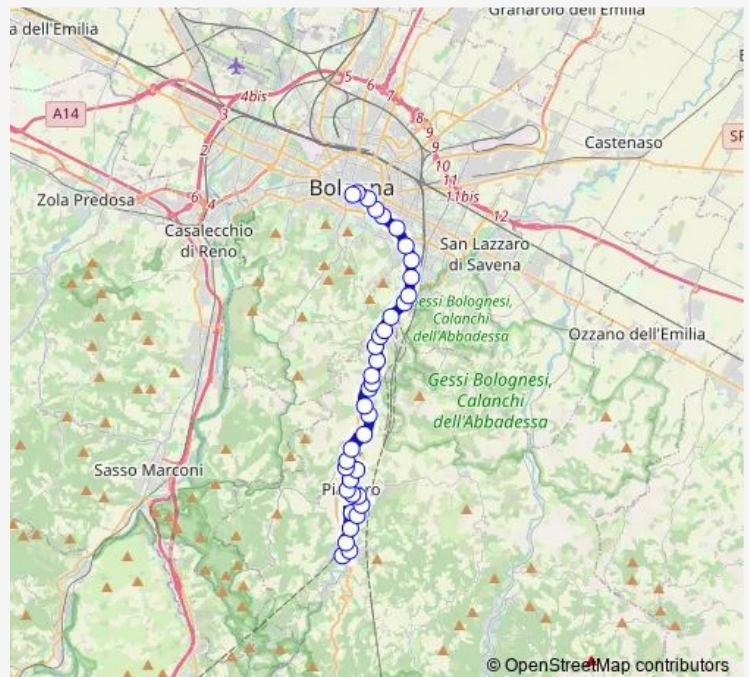 Granarolo dell'Emilia
a dell'Emilia
4bis
5
6
7
8
9
9
10
11
11bis
12
A14
3
2
Castenaso
SP
Bologna
Zola Predosa
6
4
Casalecchio
di Reno
San Lazzaro
di Savena
Gessi Bolognesi,
Calanchi
dell'Abbadessa
Ozzano dell'Emilia
Gessi Bolognesi,
Calanchi
dell'Abbadessa
Sasso Marconi
© OpenStreetMap contributors